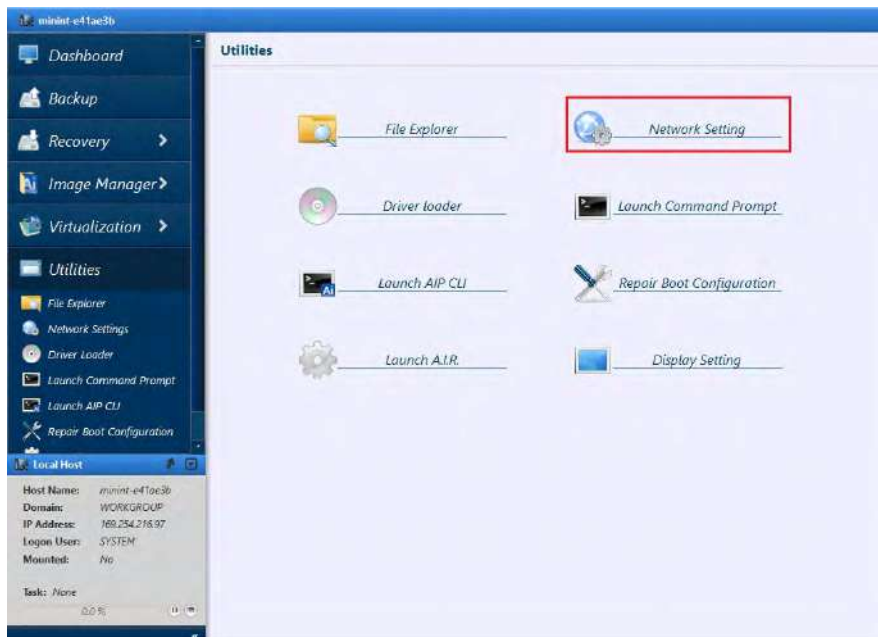 minint-e41ae3b
Dashboard
Backup
Recovery
Image Manager
Virtualization
Utilities
File Explorer
Network Settings
Driver Loader
Launch Command Prompt
Launch AIP CLI
Repair Boot Configuration
Local Host
Host Name: minint-e41ae3b
Domain: WORKGROUP
IP Address: 169.254.216.97
Logon User: SYSTEM
Mounted: No
Task: None
0.0 %
Utilities
File Explorer
Network Setting
Driver loader
Launch Command Prompt
Launch AIP CLI
Repair Boot Configuration
Launch A.I.R.
Display Setting